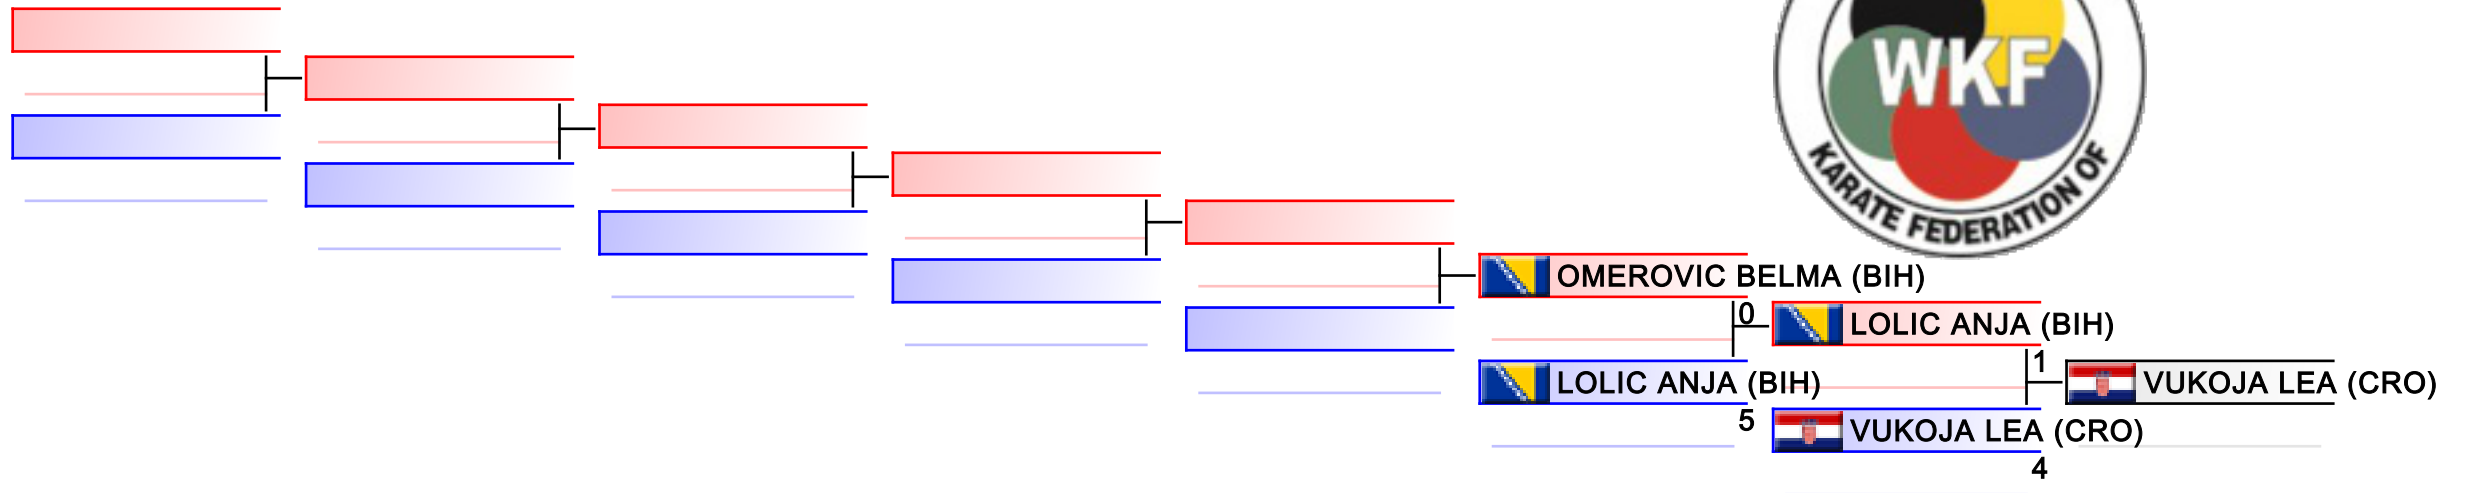 WKF
KARATE FEDERATION OF
OMEROVIC BELMA (BIH)
0
LOLIC ANJA (BIH)
1
LOLIC ANJA (BIH)
VUKOJA LEA (CRO)
5
VUKOJA LEA (CRO)
4